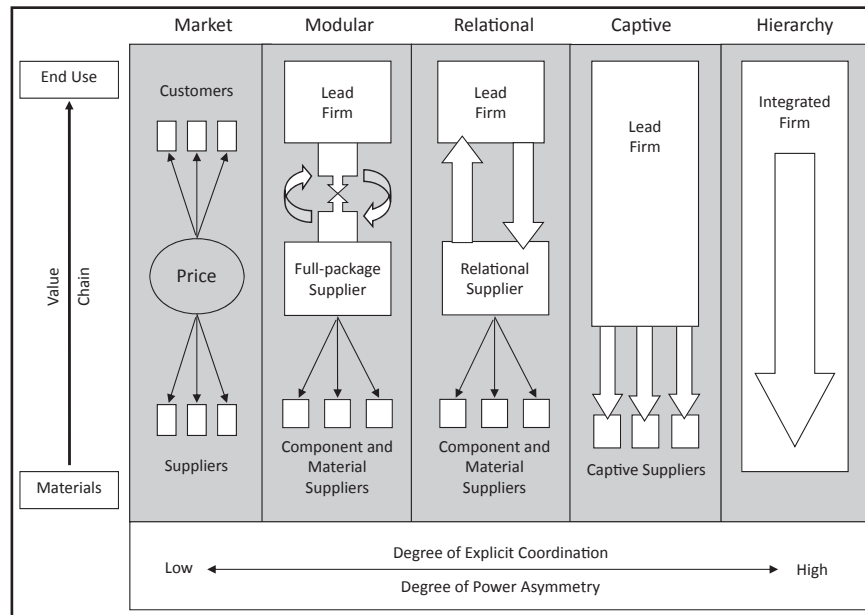 Market
Modular
Relational
Captive
Hierarchy
End Use
Value
Chain
Materials
Customers
Price
Suppliers
Lead
Firm
Full-package
Supplier
Component and
Material
Suppliers
Lead
Firm
Relational
Supplier
Component and
Material
Suppliers
Lead
Firm
Captive Suppliers
Integrated
Firm
Degree of Explicit Coordination
Low
High
Degree of Power Asymmetry